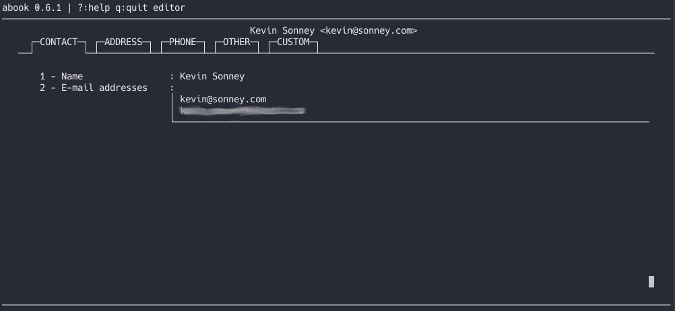 abook 0.6.1 | ?:help q:quit editor
Kevin Sonney <kevin@sonney.com>
CONTACT ADDRESS PHONE OTHER CUSTOM
1 - Name : Kevin Sonney
2 - E-mail addresses :
kevin@sonney.com